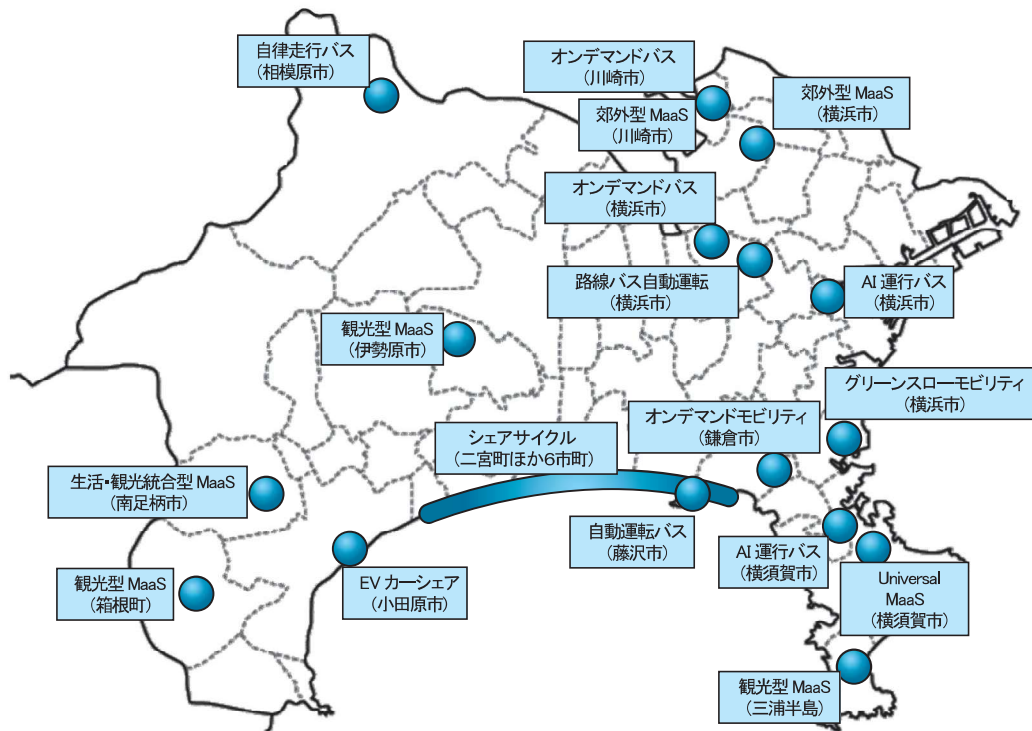 自律走行バス
（相模原市）
オンデマンドバス
（川崎市）
郊外型 MaaS
（川崎市）
郊外型 MaaS
（横浜市）
オンデマンドバス
（横浜市）
路線バス自動運転
（横浜市）
AI 運行バス
（横浜市）
観光型 MaaS
（伊勢原市）
グリーンスローモビリティ
（横浜市）
オンデマンドモビリティ
（鎌倉市）
シェアサイクル
（二宮町ほか6市町）
生活・観光統合型 MaaS
（南足柄市）
自動運転バス
（藤沢市）
AI 運行バス
（横須賀市）
EV カーシェア
（小田原市）
観光型 MaaS
（箱根町）
Universal
MaaS
（横須賀市）
観光型 MaaS
（三浦半島）